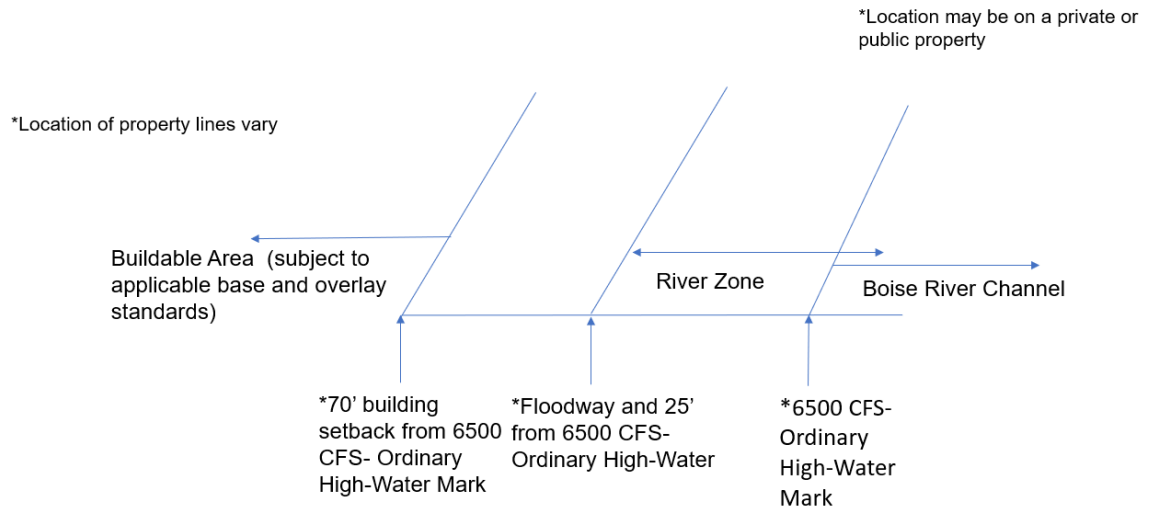 *Location may be on a private or
public property
*Location of property lines vary
Buildable Area  (subject to
applicable base and overlay
standards)
River Zone
Boise River Channel
*70’ building
setback from 6500
CFS- Ordinary
High-Water Mark
*Floodway and 25’
from 6500 CFS-
Ordinary High-Water
*6500 CFS-
Ordinary
High-Water
Mark